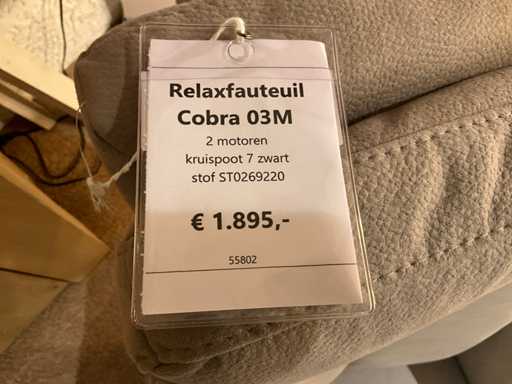 Relaxfauteuil
Cobra 03M
2 motoren
kruispoot 7 zwart
stof ST0269220
€ 1.895,-
55802